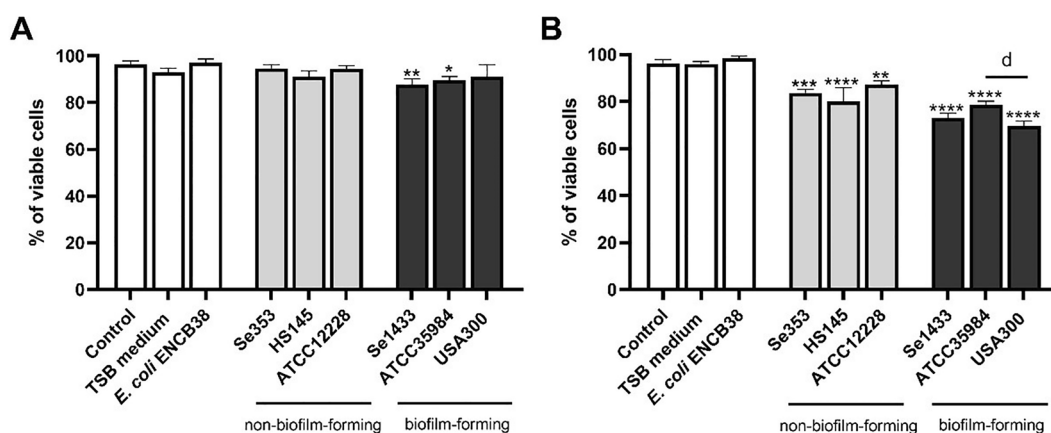 A
% of viable cells
100
80
60
40
20
0
** *
Control
TSB medium
E. coli ENCB38
Se353
HS145
ATCC12228
Se1433
ATCC35984
USA300
non-biofilm-forming
biofilm-forming
B
% of viable cells
100
80
60
40
20
0
*** **** **
d
**** **** ****
Control
TSB medium
E. coli ENCB38
Se353
HS145
ATCC12228
Se1433
ATCC35984
USA300
non-biofilm-forming
biofilm-forming